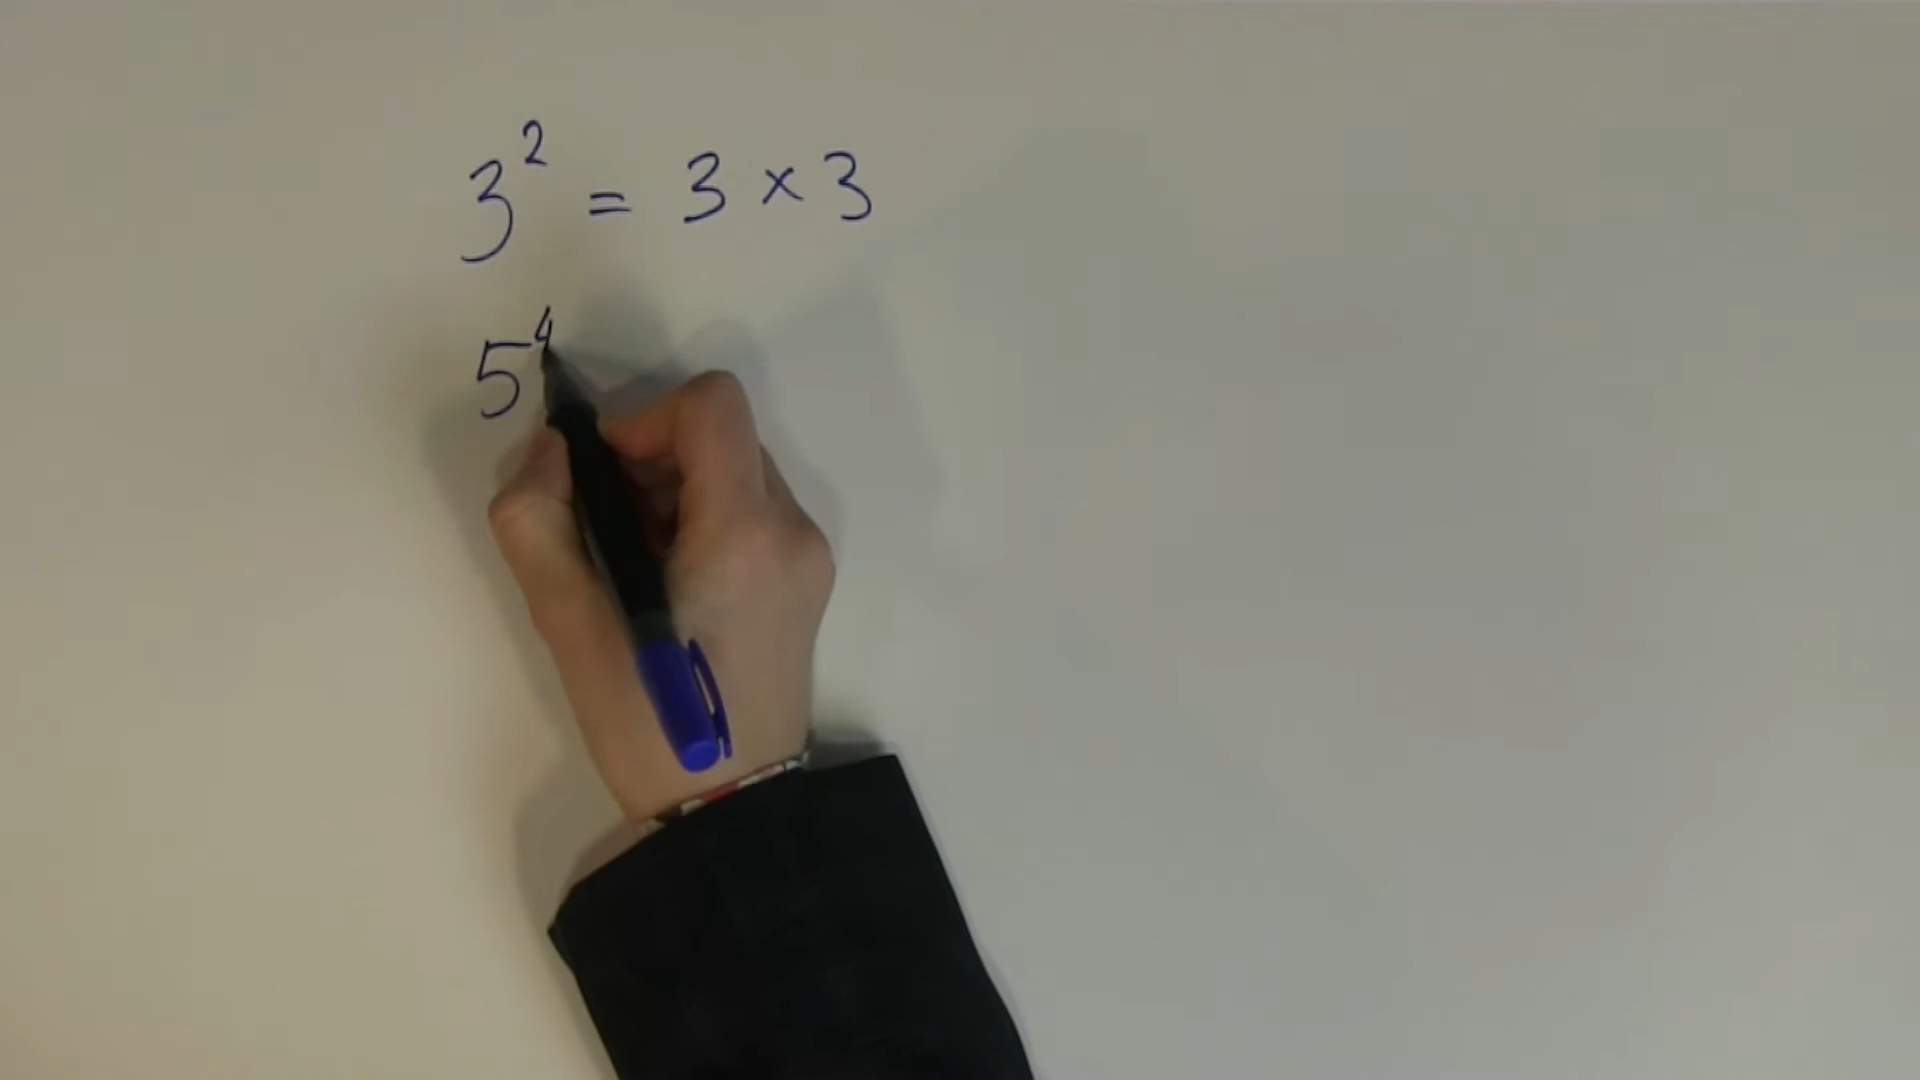 3² = 3 × 3
5⁴